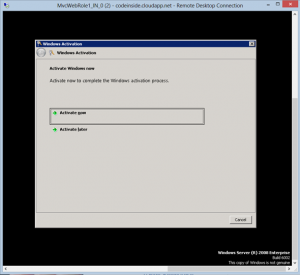 MvcWebRole1_IN_0 (2) - codeinside.cloudapp.net - Remote Desktop Connection
Windows Activation
Windows Activation
Activate Windows now
Activate now to complete the Windows activation process.
Activate now
Activate later
Cancel
Windows Server (R) 2008 Enterprise
Build 6002
This copy of Windows is not genuine